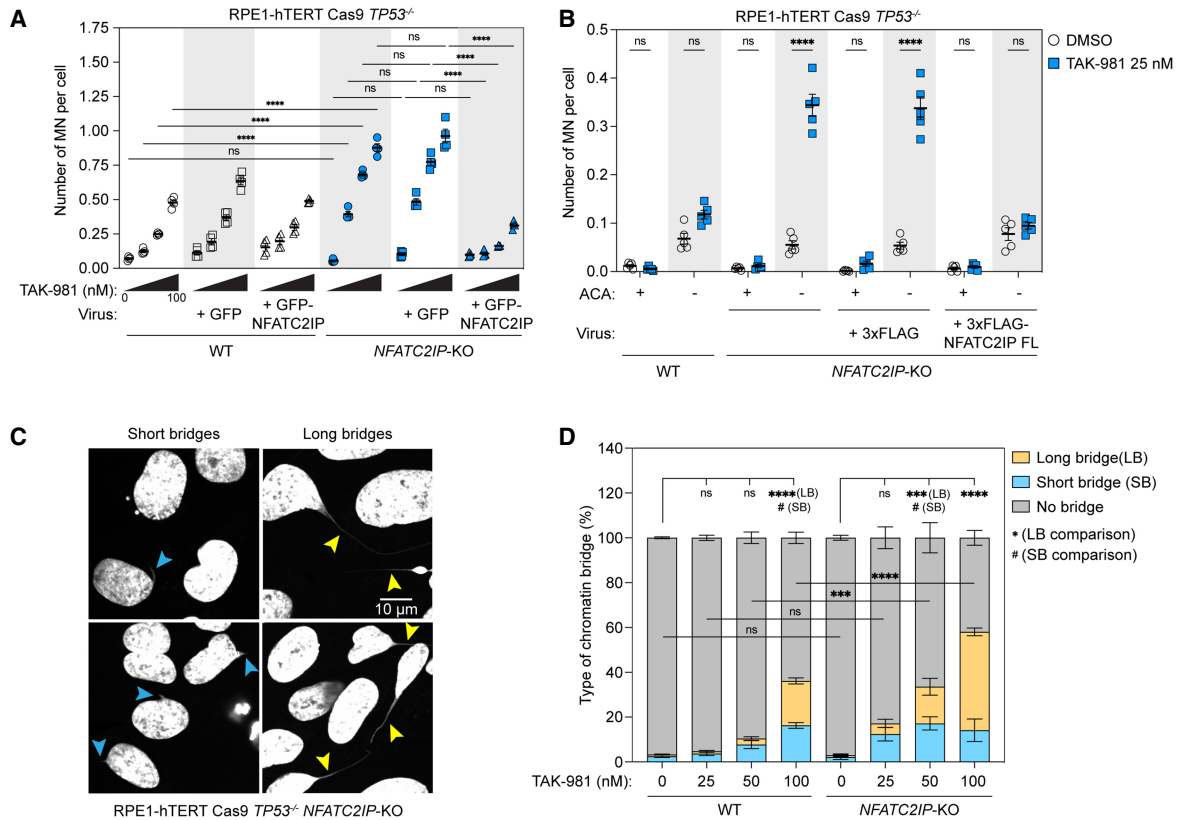 A
RPE1-hTERT Cas9 TP53-/-
Number of MN per cell
1.75
1.50
1.25
1.00
0.75
0.50
0.25
0.00
ns ****
ns ****
ns ****
ns ns
****
****
****
ns
TAK-981 (nM):
0 100
Virus:
+ GFP
+ GFP-
NFATC2IP
+ GFP
+ GFP-
NFATC2IP
WT
NFATC2IP-KO
B
RPE1-hTERT Cas9 TP53-/-
Number of MN per cell
0.5
0.4
0.3
0.2
0.1
0.0
ns ns ns **** ns **** ns ns
DMSO
TAK-981 25 nM
ACA: + - + - + - + -
Virus:
+ 3xFLAG
+ 3xFLAG-
NFATC2IP FL
WT
NFATC2IP-KO
C
Short bridges
Long bridges
10 µm
RPE1-hTERT Cas9 TP53-/- NFATC2IP-KO
D
Type of chromatin bridge (%)
140
120
100
80
60
40
20
0
ns ns ****(LB)
# (SB)
ns ***(LB)
# (SB)
****
****
***
ns
ns
Long bridge(LB)
Short bridge (SB)
No bridge
* (LB comparison)
# (SB comparison)
TAK-981 (nM): 0 25 50 100 0 25 50 100
WT
NFATC2IP-KO